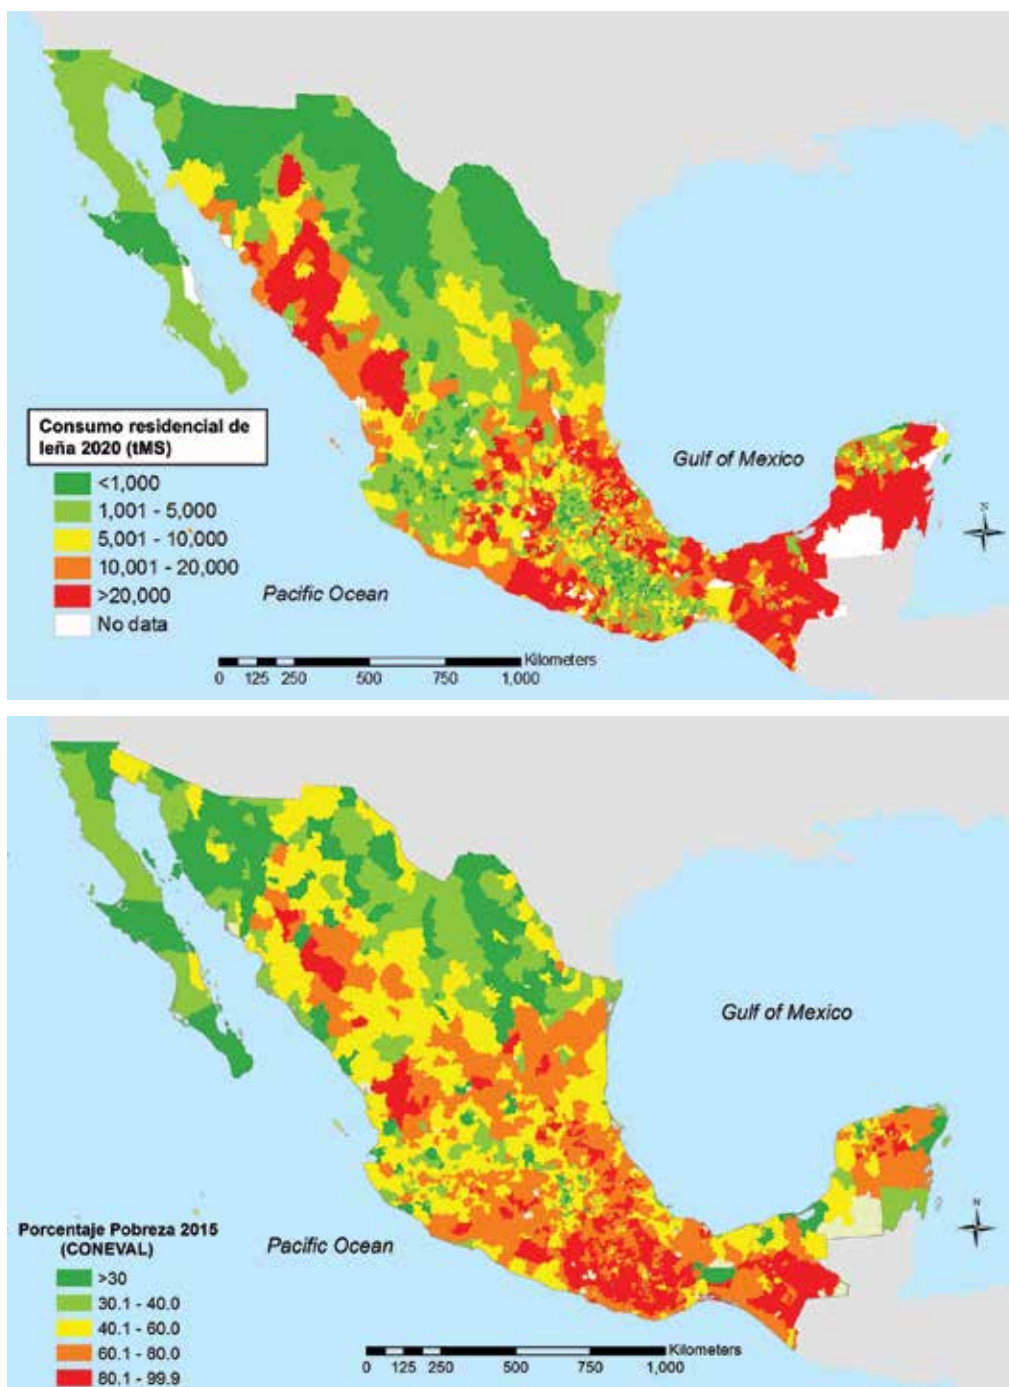 Consumo residencial de
leña 2020 (tMS)
<1,000
1,001 - 5,000
5,001 - 10,000
10,001 - 20,000
>20,000
No data
Gulf of Mexico
Pacific Ocean
N
Kilometers
0 125 250 500 750 1,000
Gulf of Mexico
Pacific Ocean
N
Porcentaje Pobreza 2015
(CONEVAL)
>30
30.1 - 40.0
40.1 - 60.0
60.1 - 80.0
80.1 - 99.9
Kilometers
0 125 250 500 750 1,000